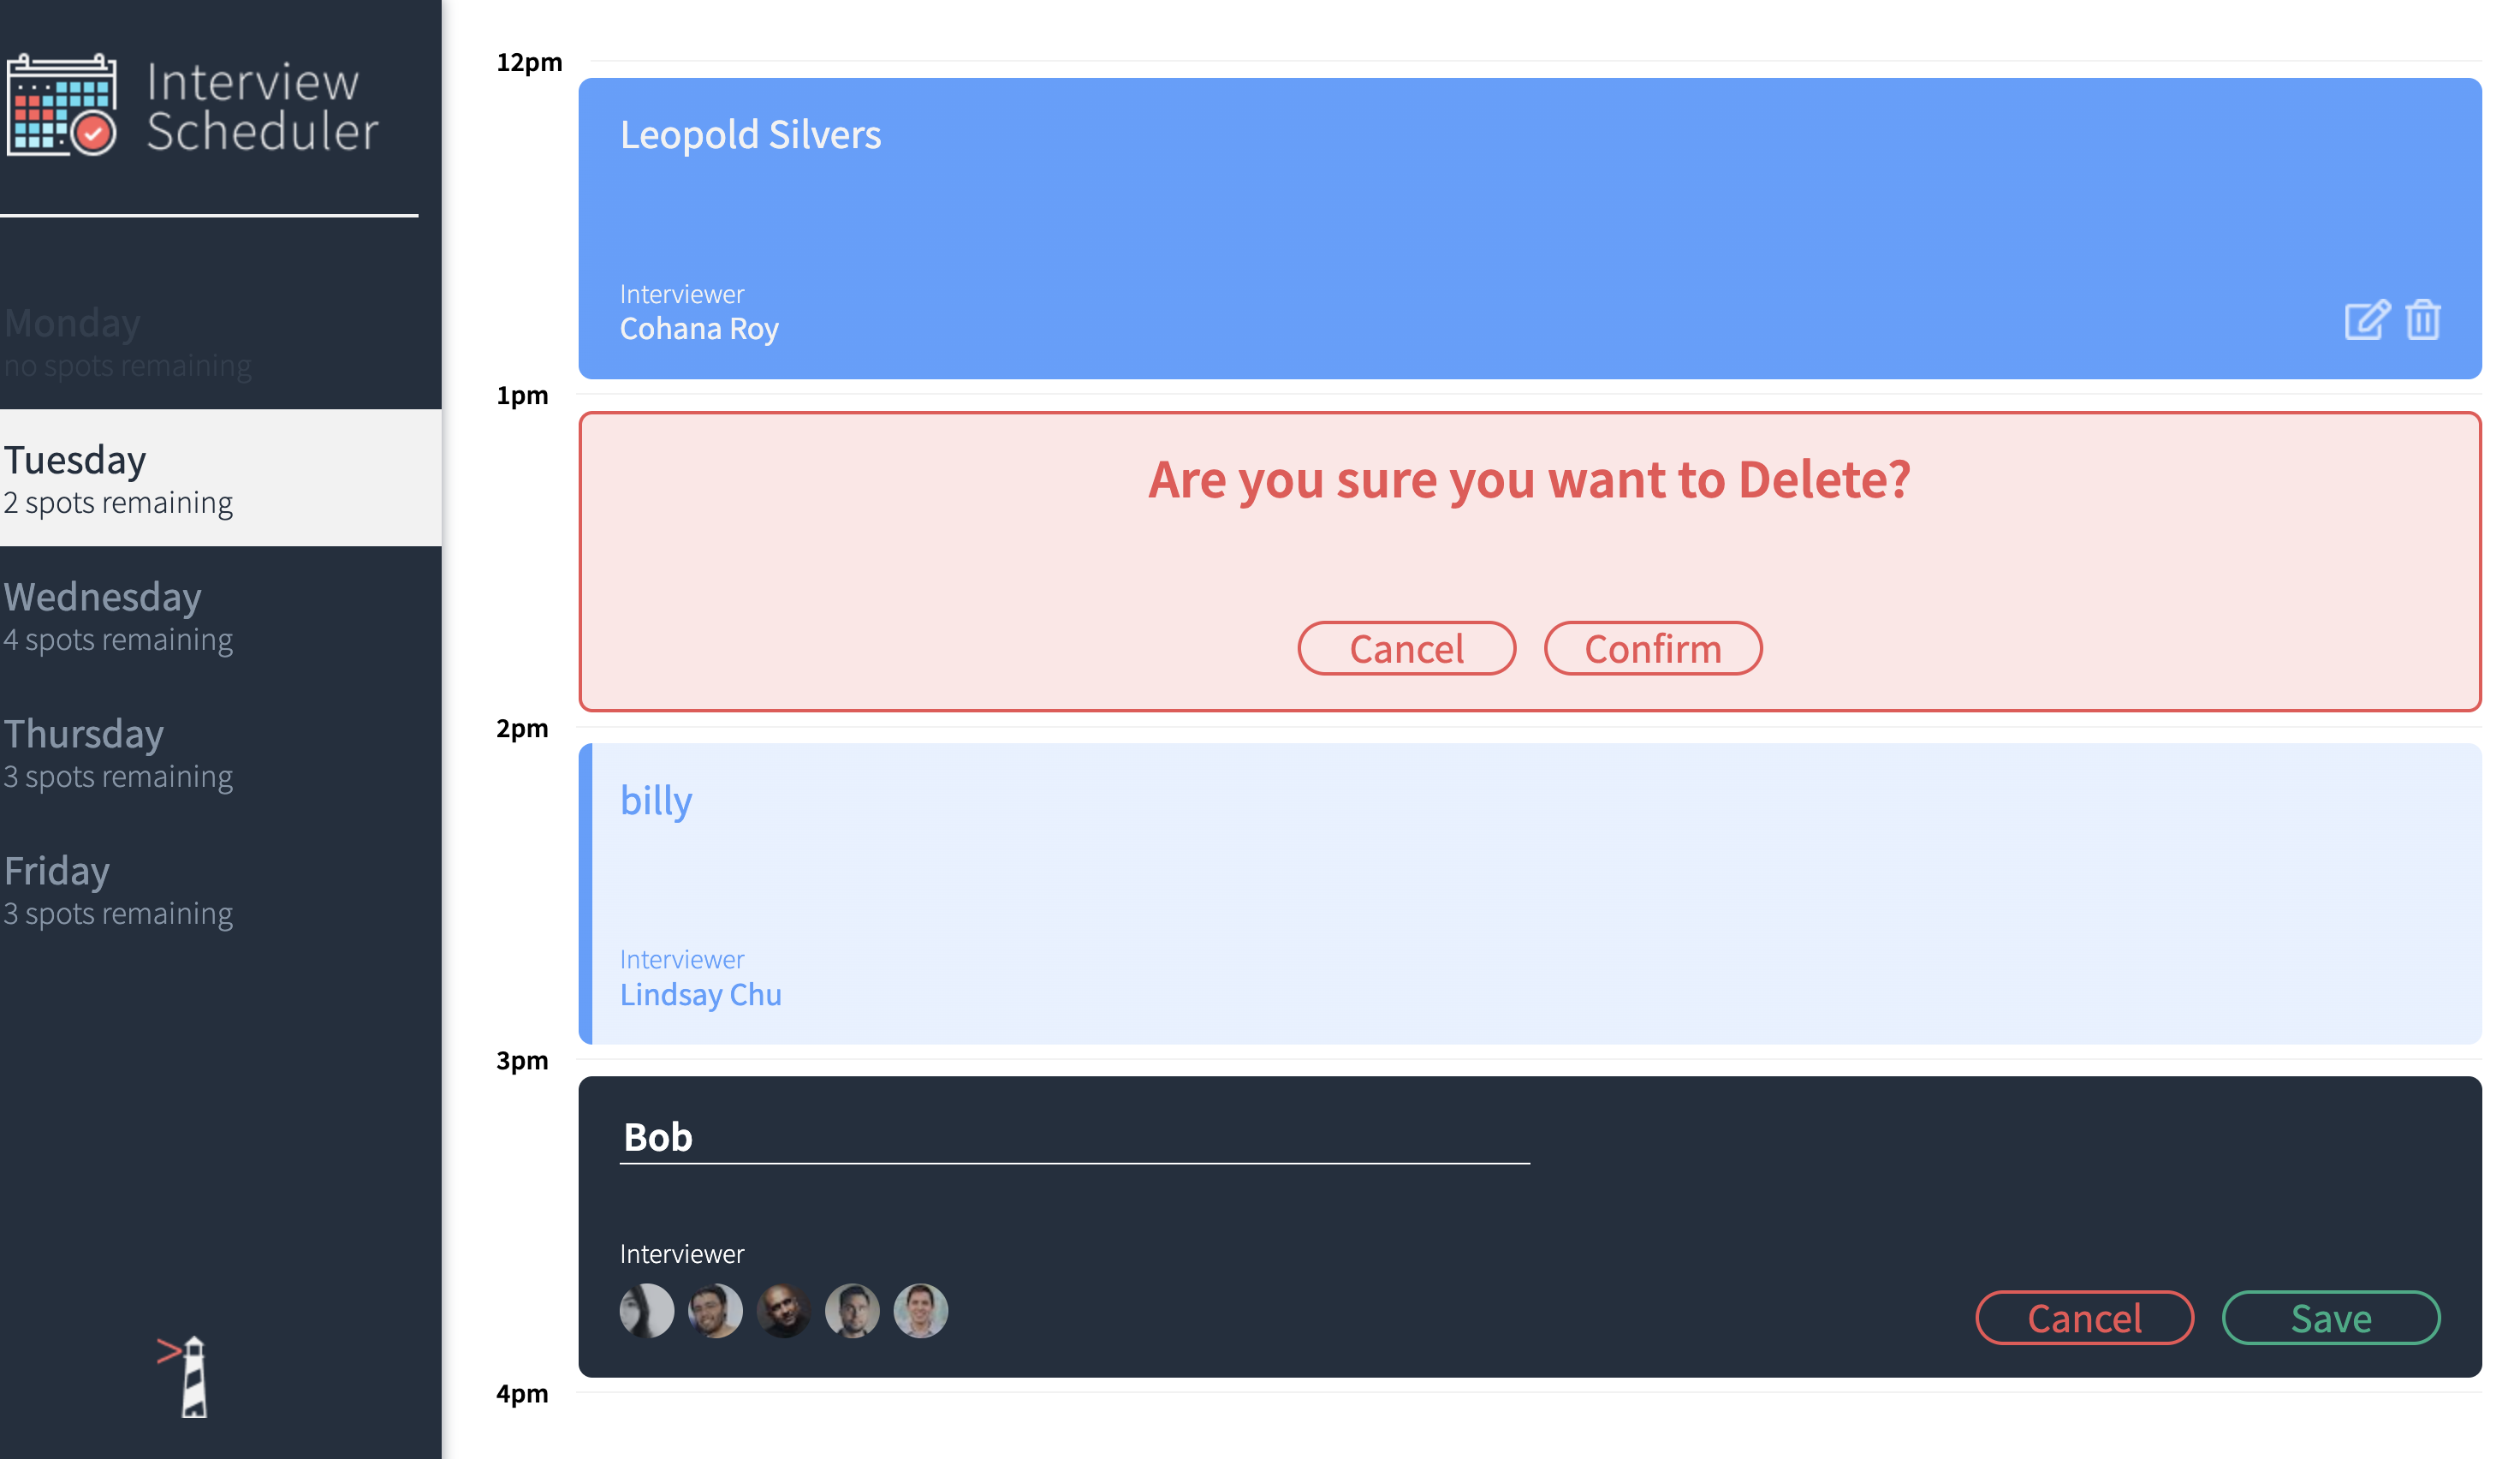 Interview
Scheduler
Monday
no spots remaining
Tuesday
2 spots remaining
Wednesday
4 spots remaining
Thursday
3 spots remaining
Friday
3 spots remaining
12pm
Leopold Silvers
Interviewer
Cohana Roy
1pm
Are you sure you want to Delete?
Cancel Confirm
2pm
billy
Interviewer
Lindsay Chu
3pm
Bob
Interviewer
Cancel Save
4pm